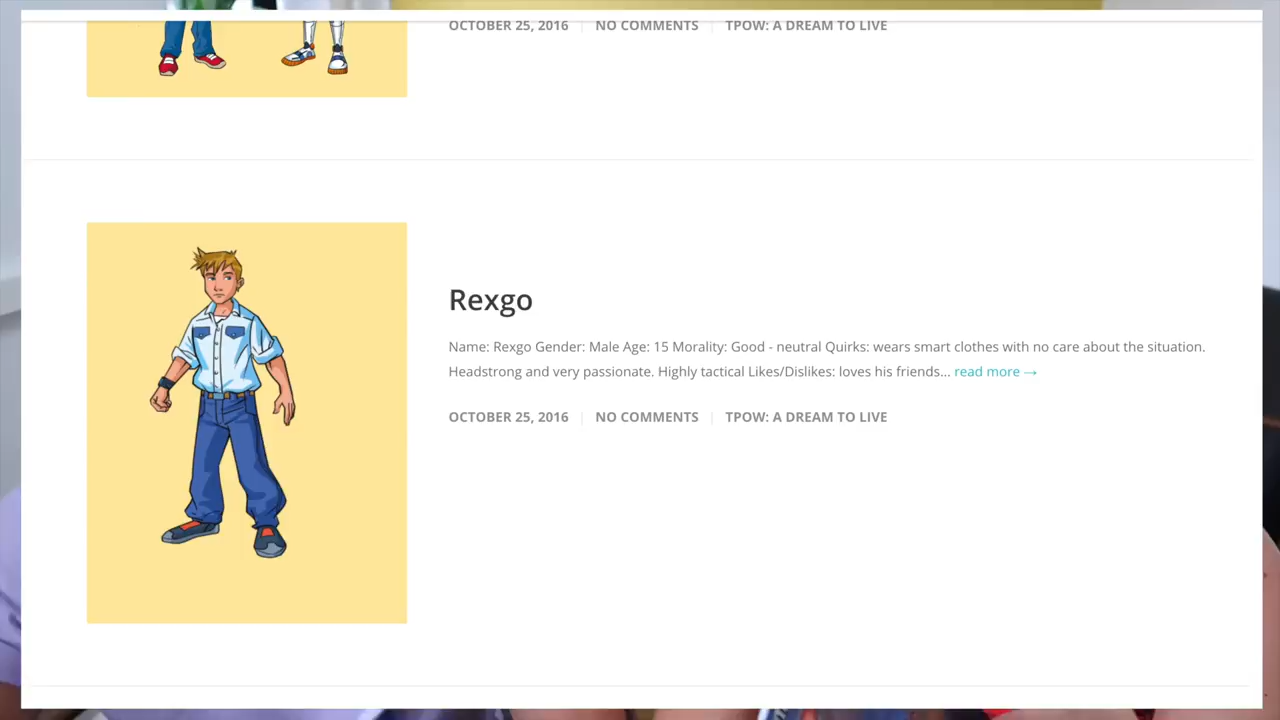 OCTOBER 25, 2016 | NO COMMENTS | TPOW: A DREAM TO LIVE
Rexgo
Name: Rexgo Gender: Male Age: 15 Morality: Good - neutral Quirks: wears smart clothes with no care about the situation.
Headstrong and very passionate. Highly tactical Likes/Dislikes: loves his friends... read more →
OCTOBER 25, 2016 | NO COMMENTS | TPOW: A DREAM TO LIVE